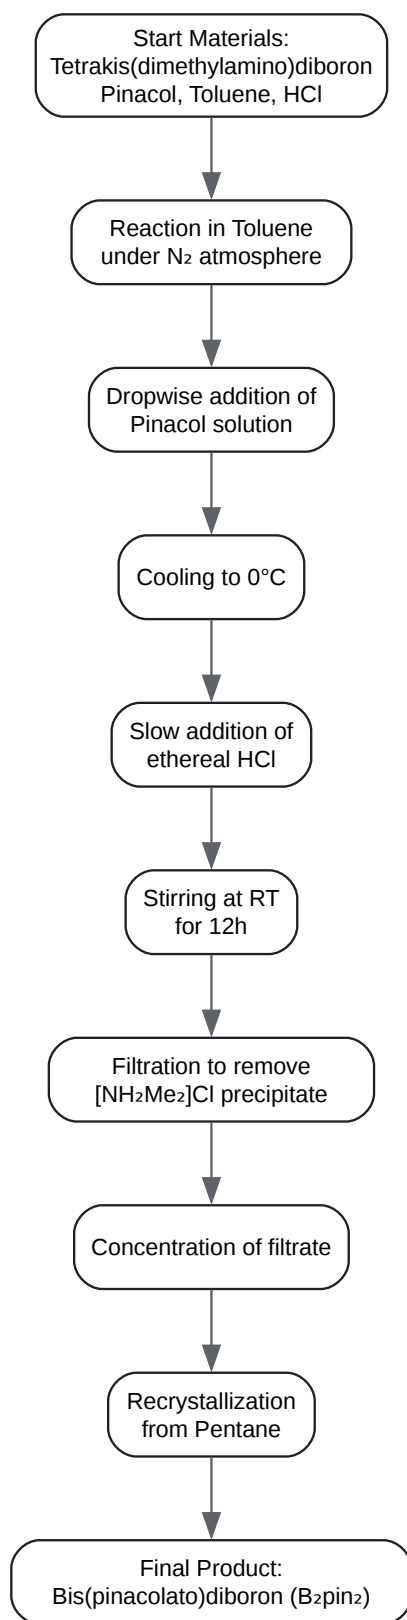 Start Materials:
Tetrakis(dimethylamino)diboron
Pinacol, Toluene, HCl
Reaction in Toluene
under N₂ atmosphere
Dropwise addition of
Pinacol solution
Cooling to 0°C
Slow addition of
ethereal HCl
Stirring at RT
for 12h
Filtration to remove
[NH₂Me₂]Cl precipitate
Concentration of filtrate
Recrystallization
from Pentane
Final Product:
Bis(pinacolato)diboron (B₂pin₂)